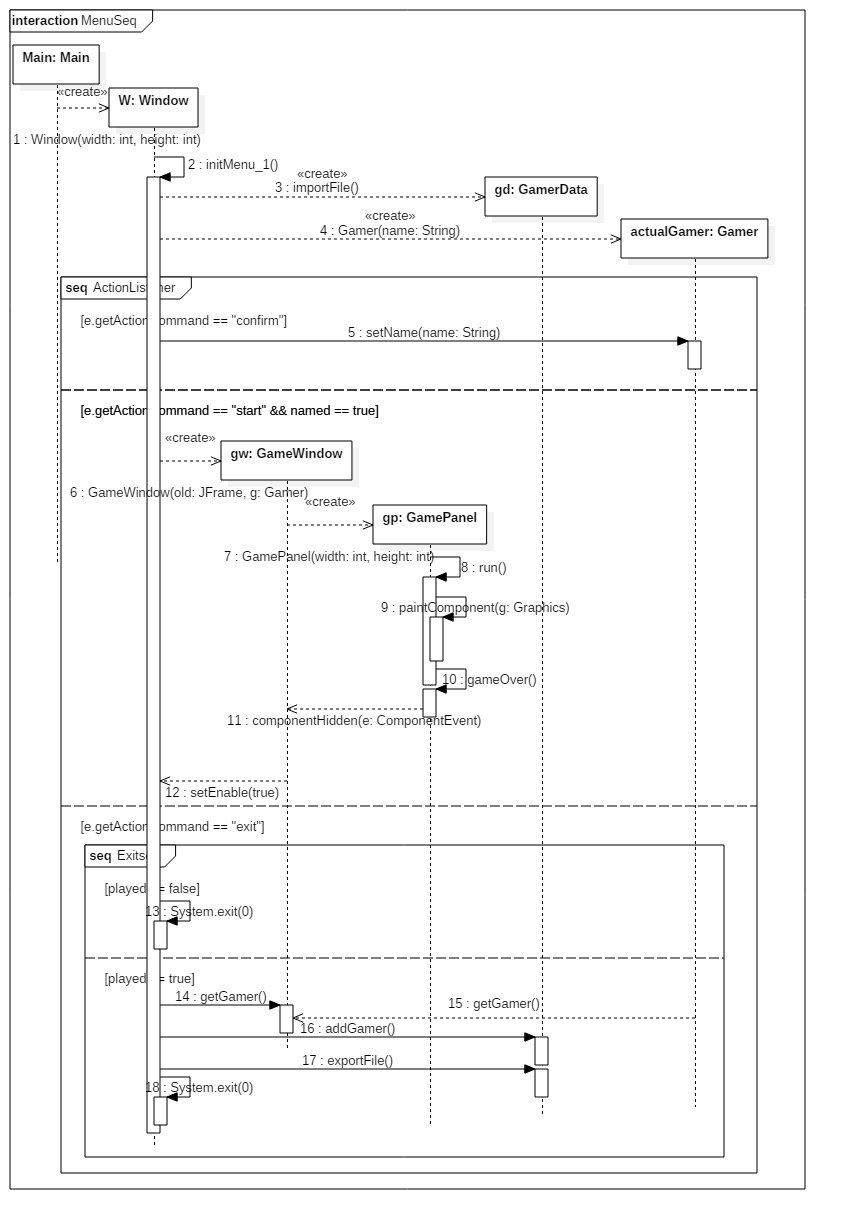 interaction MenuSeq
Main: Main
«create»
W: Window
1 : Window(width: int, height: int)
2 : initMenu_1()
«create»
3 : importFile()
gd: GamerData
«create»
4 : Gamer(name: String)
actualGamer: Gamer
seq ActionListener
[e.getActionCommand == "confirm"]
5 : setName(name: String)
[e.getActionCommand == "start" && named == true]
«create»
gw: GameWindow
6 : GameWindow(old: JFrame, g: Gamer)
«create»
gp: GamePanel
7 : GamePanel(width: int, height: int)
8 : run()
9 : paintComponent(g: Graphics)
10 : gameOver()
11 : componentHidden(e: ComponentEvent)
12 : setEnable(true)
[e.getActionCommand == "exit"]
seq Exits
[played == false]
13 : System.exit(0)
[played == true]
14 : getGamer()
15 : getGamer()
16 : addGamer()
17 : exportFile()
18 : System.exit(0)